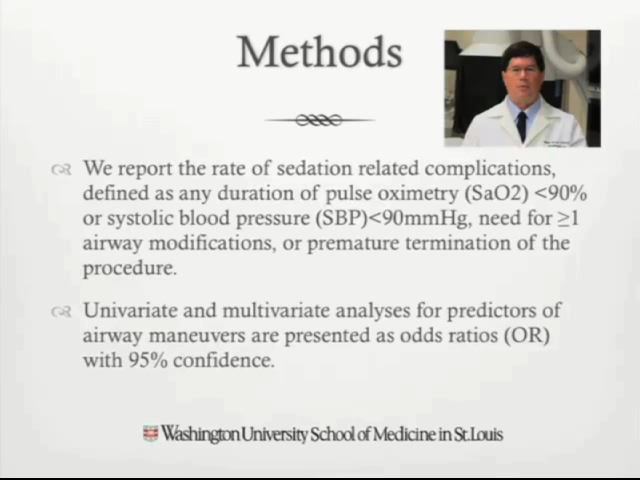 Methods
We report the rate of sedation related complications,
defined as any duration of pulse oximetry (SaO2) <90%
or systolic blood pressure (SBP)<90mmHg, need for ≥1
airway modifications, or premature termination of the
procedure.
Univariate and multivariate analyses for predictors of
airway maneuvers are presented as odds ratios (OR)
with 95% confidence.
Washington University School of Medicine in St.Louis